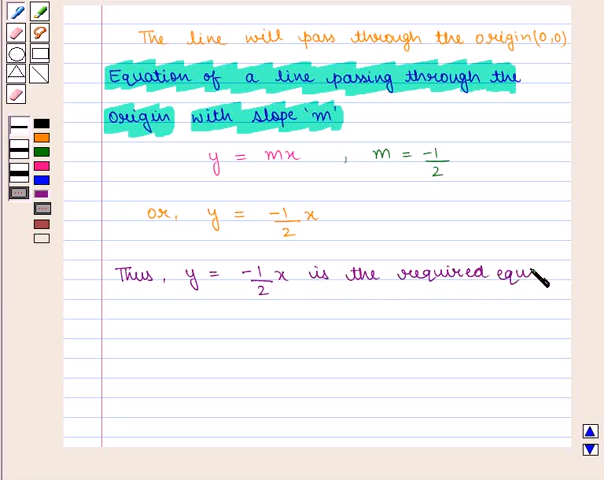 The line will pass through the origin (0,0)
Equation of a line passing through the
origin with slope 'm'
y = mx , m = -1/2
or, y = -1/2 x
Thus, y = -1/2 x is the required equ